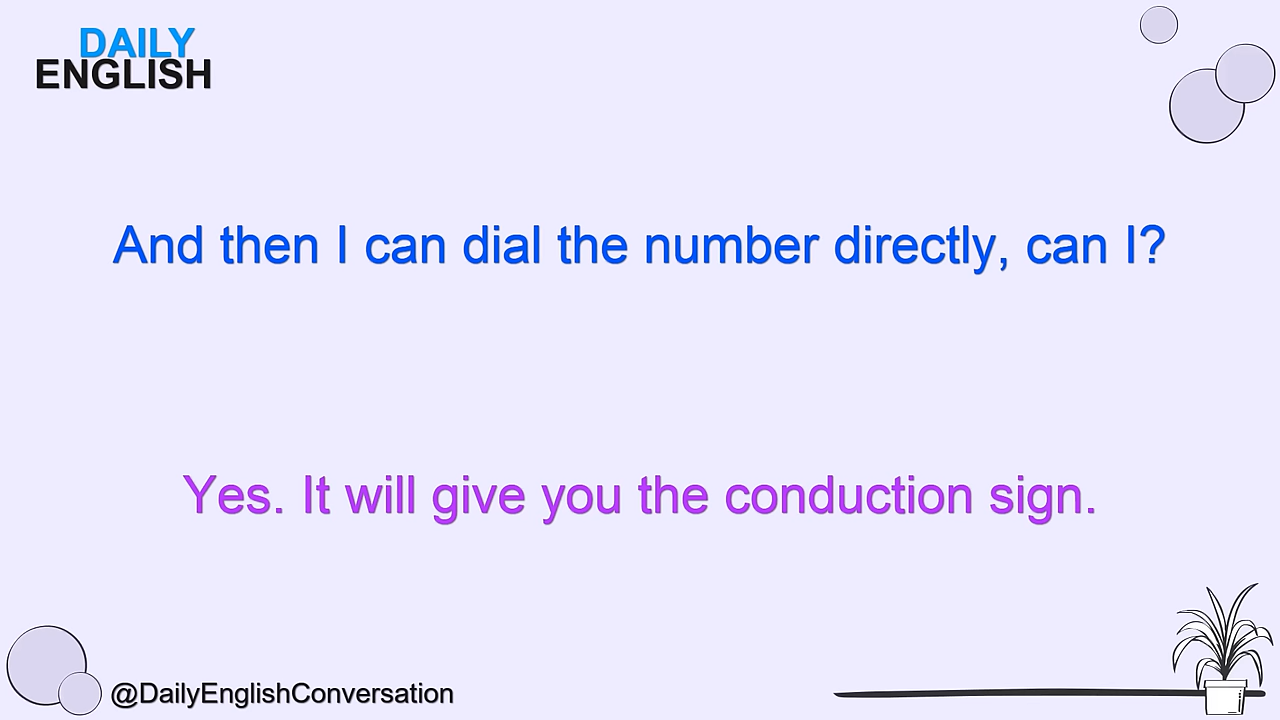 DAILY
ENGLISH
And then I can dial the number directly, can I?
Yes. It will give you the conduction sign.
@DailyEnglishConversation